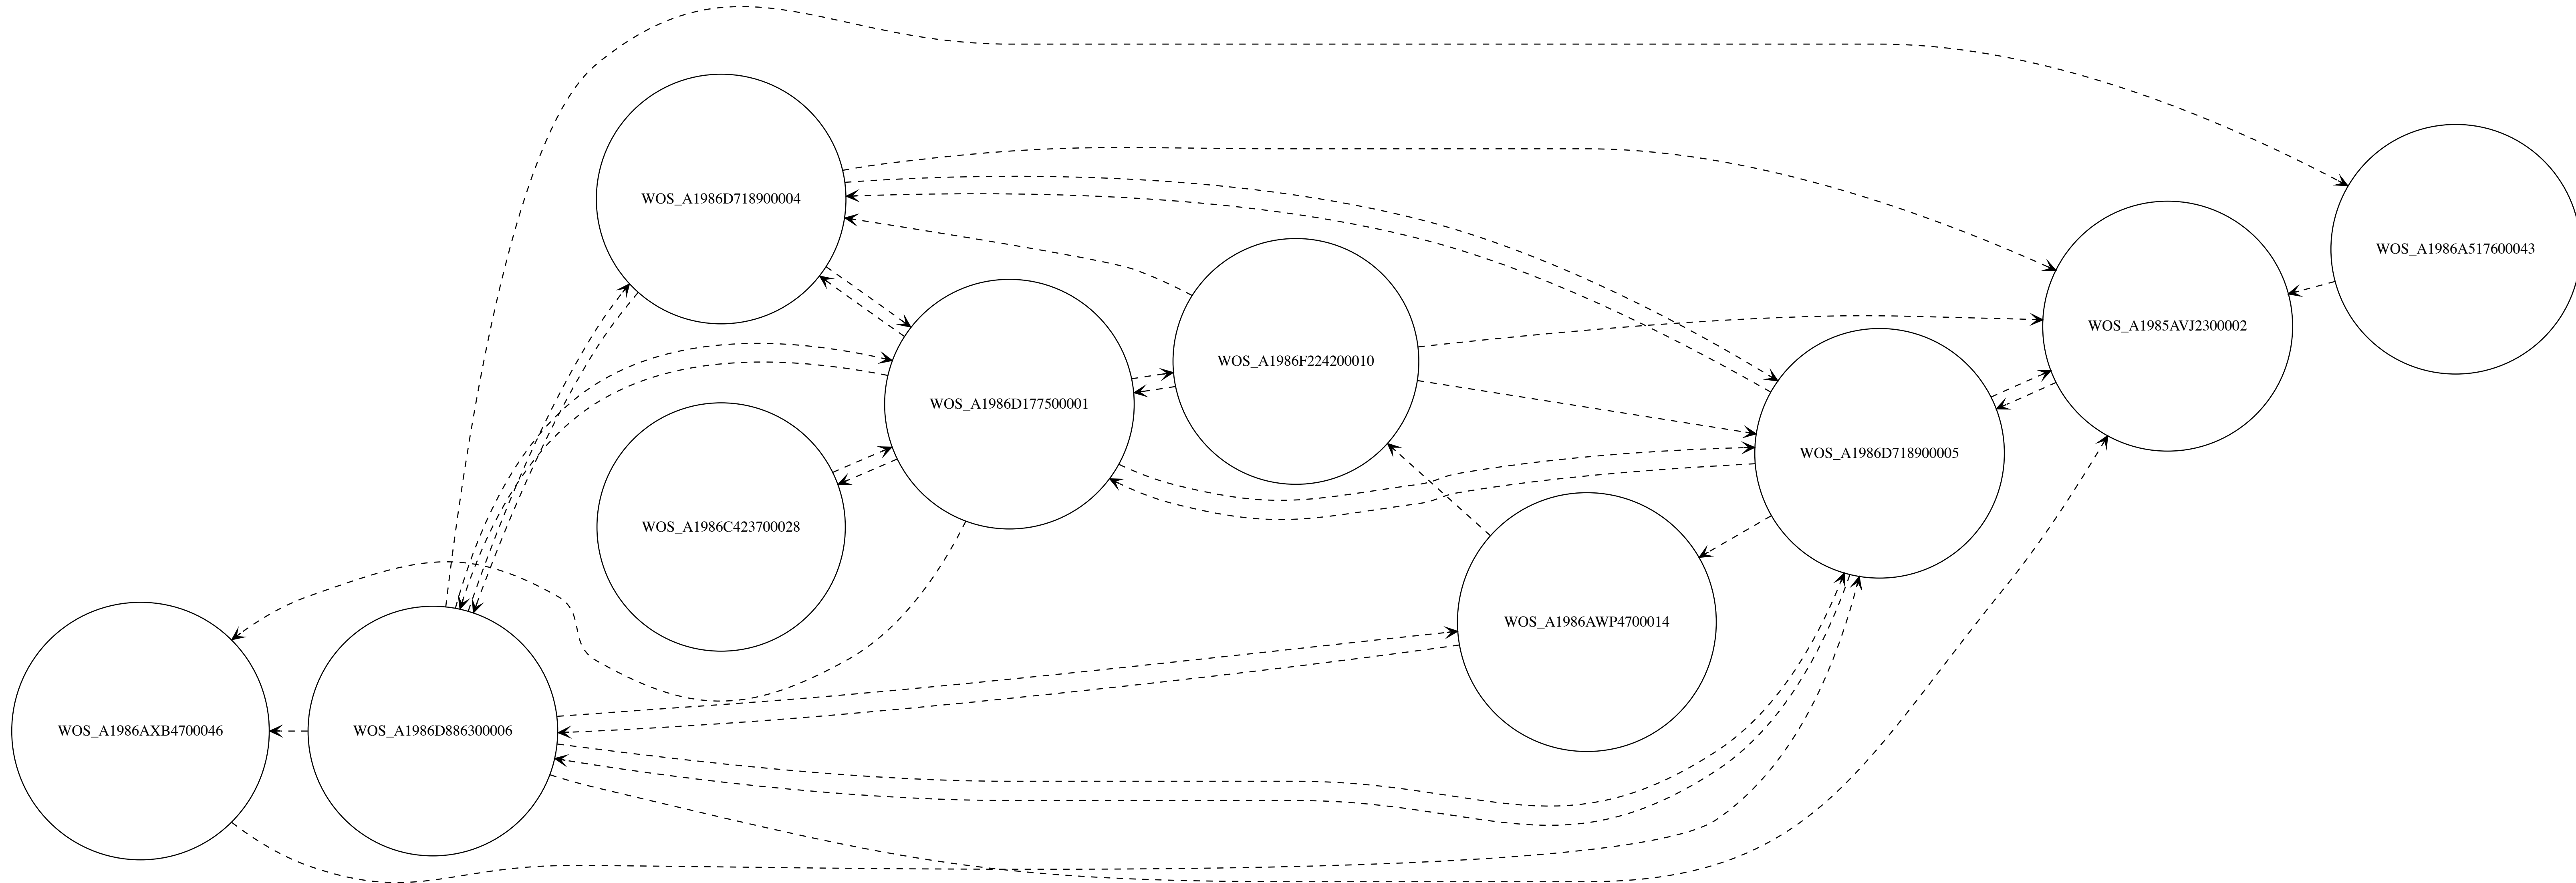 WOS_A1986D718900004
WOS_A1986A517600043
WOS_A1985AVJ2300002
WOS_A1986F224200010
WOS_A1986D177500001
WOS_A1986D718900005
WOS_A1986C423700028
WOS_A1986AWP4700014
WOS_A1986AXB4700046
WOS_A1986D886300006